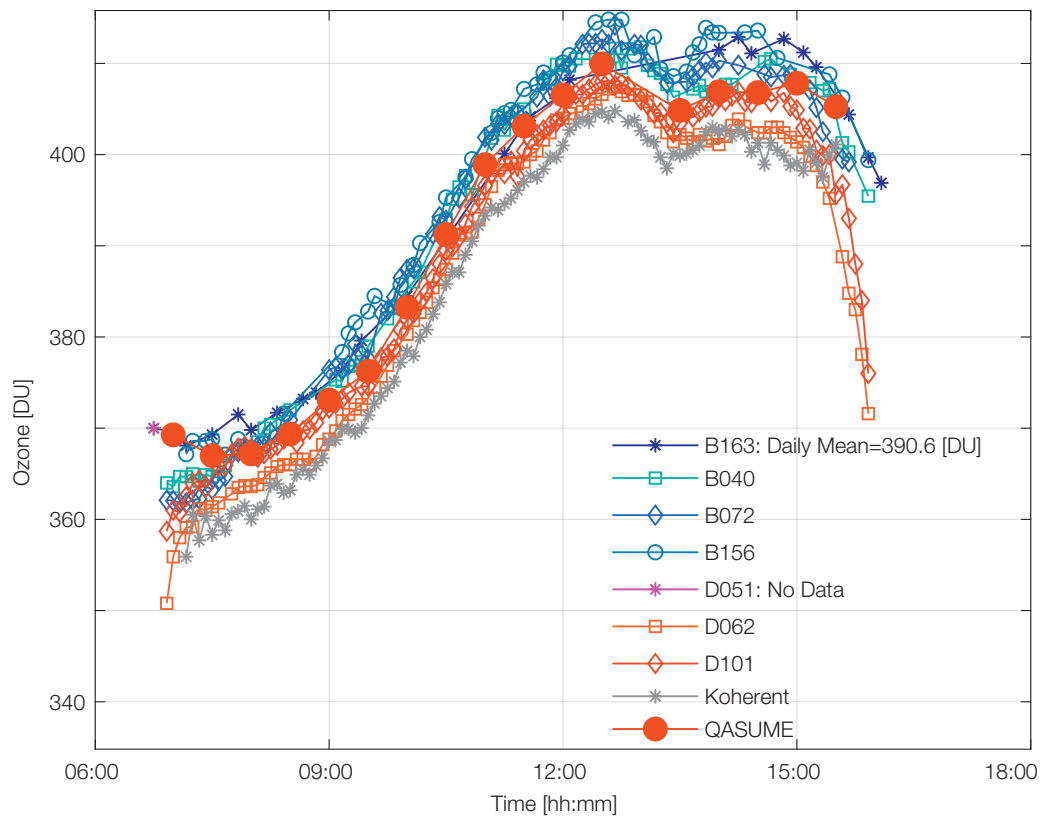 400
380
Ozone [DU]
360
340
B163: Daily Mean=390.6 [DU]
B040
B072
B156
D051: No Data
D062
D101
Koherent
QASUME
06:00 09:00 12:00 15:00 18:00
Time [hh:mm]